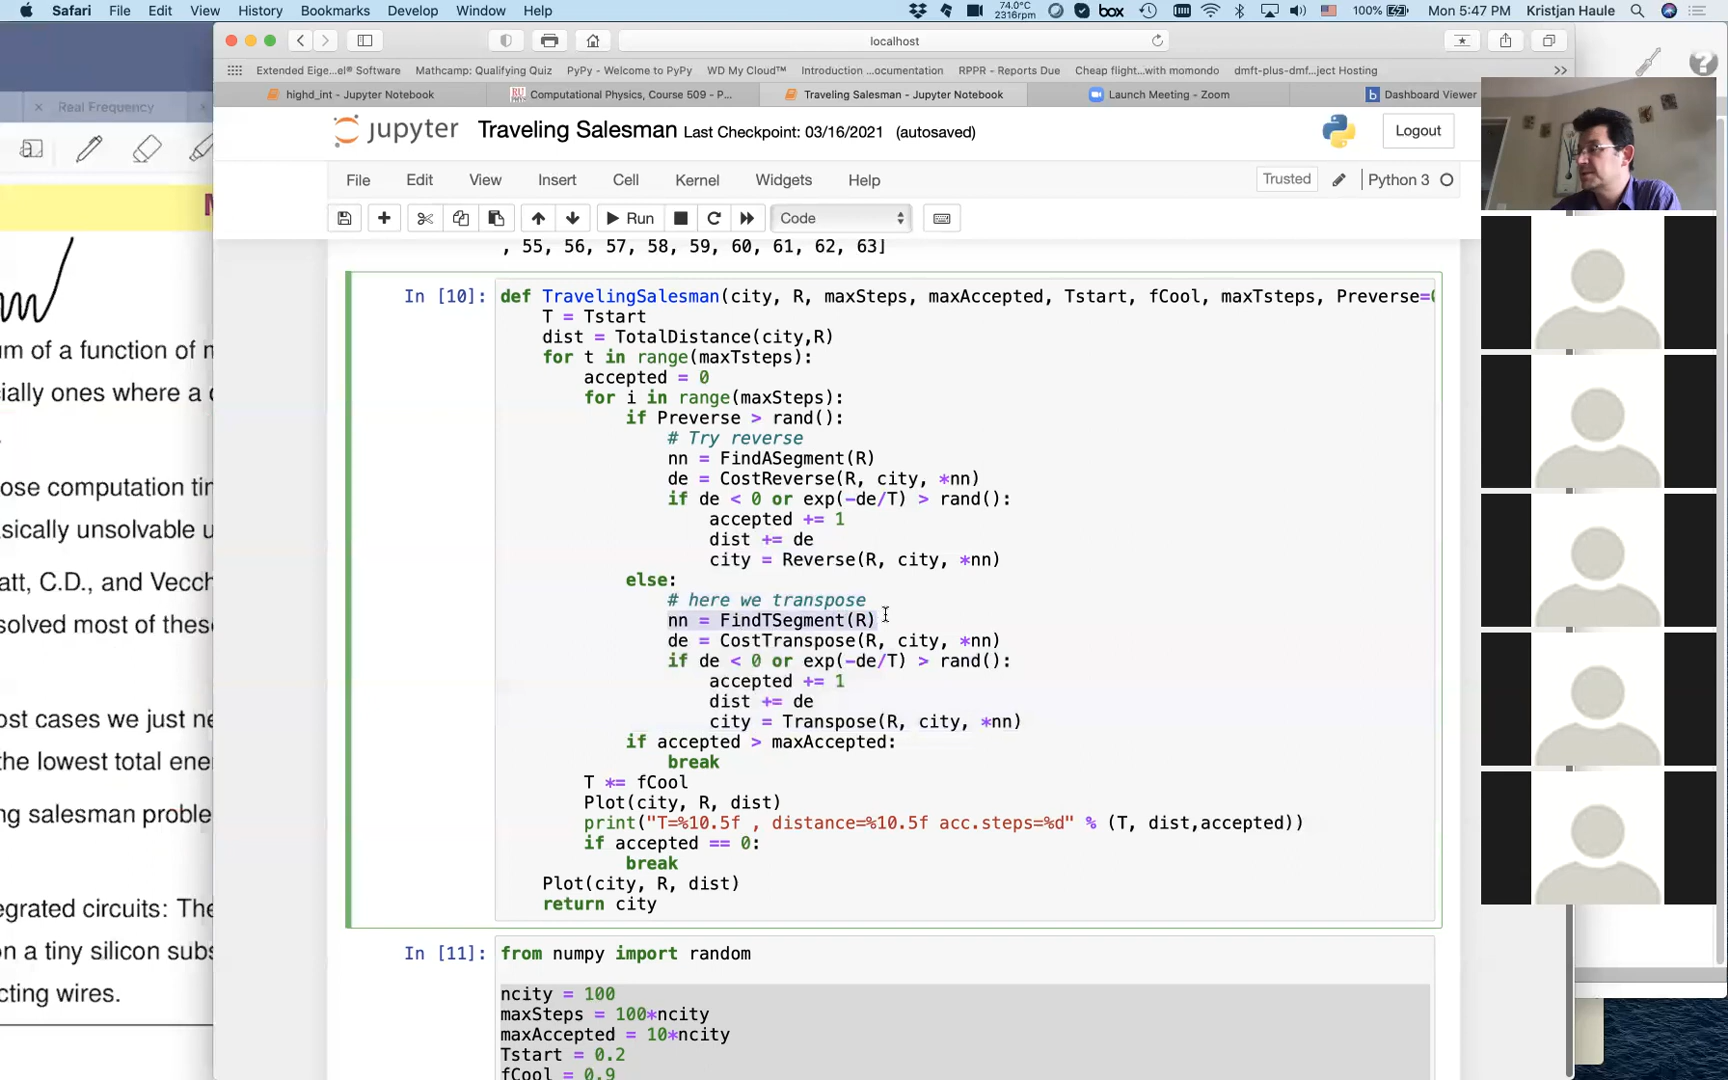 Safari File Edit View History Bookmarks Develop Window Help 74.0°C 2316rpm box 100% Mon 5:47 PM Kristjan Haule
localhost
Extended Eige...el® Software Mathcamp: Qualifying Quiz PyPy - Welcome to PyPy WD My Cloud™ Introduction ...ocumentation RPPR - Reports Due Cheap flight...with momondo dmft-plus-dmf...ject Hosting
highd_int - Jupyter Notebook Computational Physics, Course 509 – P... Traveling Salesman - Jupyter Notebook Launch Meeting - Zoom Dashboard Viewer
Real Frequency
jupyter Traveling Salesman Last Checkpoint: 03/16/2021 (autosaved) Logout
File Edit View Insert Cell Kernel Widgets Help Trusted Python 3
Run Code
, 55, 56, 57, 58, 59, 60, 61, 62, 63]
In [10]: def TravelingSalesman(city, R, maxSteps, maxAccepted, Tstart, fCool, maxTsteps, Preverse=
T = Tstart
dist = TotalDistance(city,R)
for t in range(maxTsteps):
accepted = 0
for i in range(maxSteps):
if Preverse > rand():
# Try reverse
nn = FindASegment(R)
de = CostReverse(R, city, *nn)
if de < 0 or exp(-de/T) > rand():
accepted += 1
dist += de
city = Reverse(R, city, *nn)
else:
# here we transpose
nn = FindTSegment(R)
de = CostTranspose(R, city, *nn)
if de < 0 or exp(-de/T) > rand():
accepted += 1
dist += de
city = Transpose(R, city, *nn)
if accepted > maxAccepted:
break
T *= fCool
Plot(city, R, dist)
print("T=%10.5f , distance=%10.5f acc.steps=%d" % (T, dist,accepted))
if accepted == 0:
break
Plot(city, R, dist)
return city
In [11]: from numpy import random
ncity = 100
maxSteps = 100*ncity
maxAccepted = 10*ncity
Tstart = 0.2
fCool = 0.9
um of a function of
cially ones where a
ose computation
sically unsolvable
att, C.D., and
solved most of
ost cases we just
the lowest total
ng salesman
egrated circuits:
on a tiny silicon
cting wires.